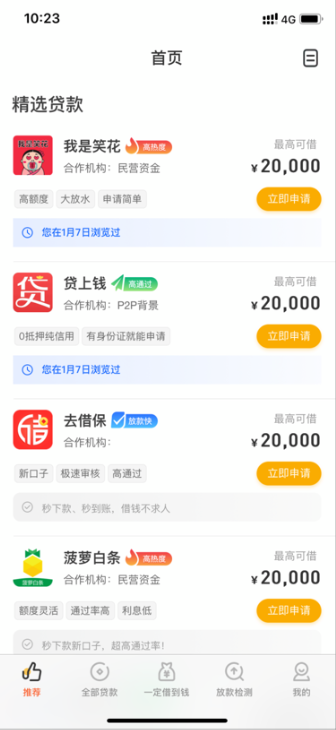 10:23
4G
首页
精选贷款
我是笑花
我是笑花 高热度
最高可借
合作机构：民营资金
¥20,000
高额度 大放水 申请简单
立即申请
您在1月7日浏览过
贷
贷上钱 高通过
最高可借
合作机构：P2P背景
¥20,000
0抵押纯信用 有身份证就能申请
立即申请
您在1月7日浏览过
借
去借保 放款快
最高可借
合作机构：
¥20,000
新口子 极速审核 高通过
立即申请
秒下款、秒到账，借钱不求人
菠萝白条
菠萝白条 高热度
最高可借
合作机构：民营资金
¥20,000
额度灵活 通过率高 利息低
立即申请
秒下款新口子，超高通过率！
推荐 全部贷款 一定借到钱 放款检测 我的